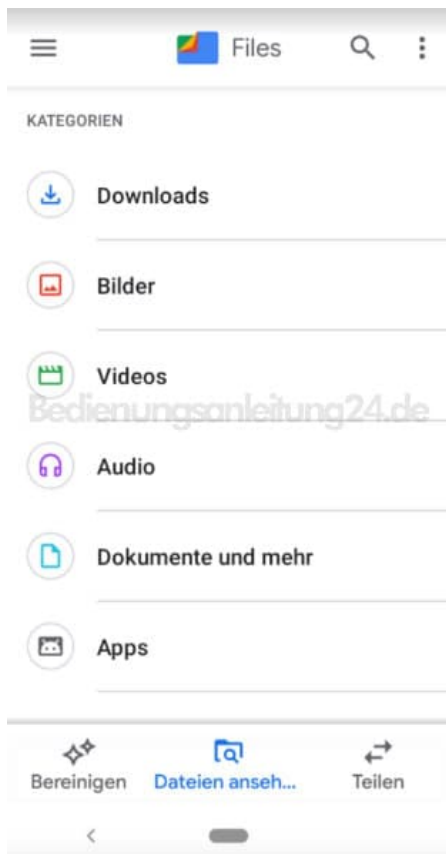 Files
KATEGORIEN
Downloads
Bilder
Videos
Bedienungsanleitung24.de
Audio
Dokumente und mehr
Apps
Bereinigen Dateien anseh... Teilen